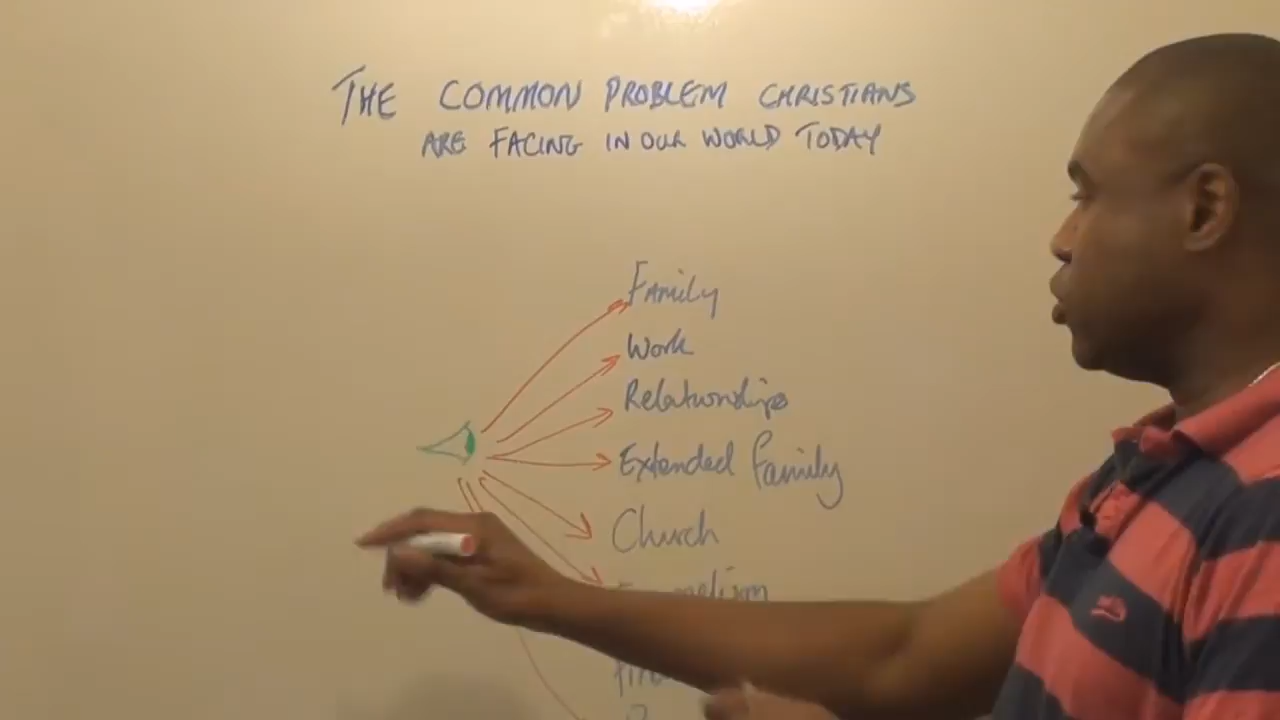 THE COMMON PROBLEM CHRISTIANS
ARE FACING IN OUR WORLD TODAY
Family
Work
Relationships
Extended Family
Church